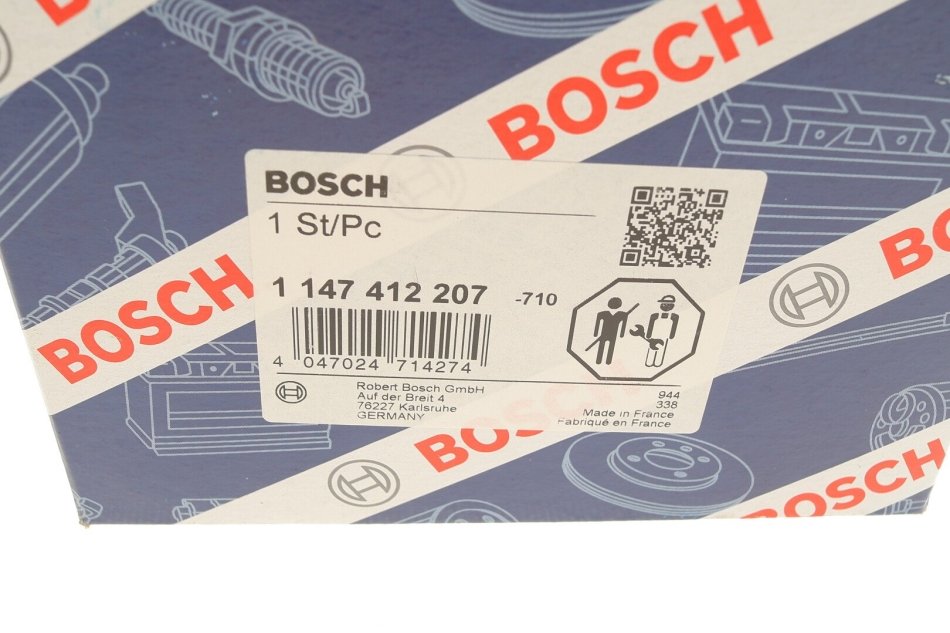 BOSCH
BOSCH
1 St/Pc
BOSCH
1 147 412 207 -710
BOSCH
4 047024 714274
Robert Bosch GmbH
Auf der Breit 4
76227 Karlsruhe
GERMANY
944
338
Made in France
Fabriqué en France
BOSCH